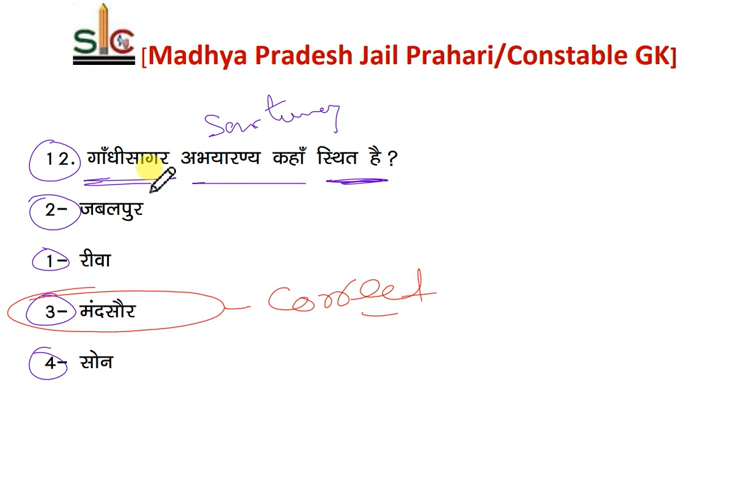 SIC
[Madhya Pradesh Jail Prahari/Constable GK]
12. गाँधीसागर अभयारण्य कहाँ स्थित है ?
2- जबलपुर
1- रीवा
3- मंदसौर
Correct
4- सोन